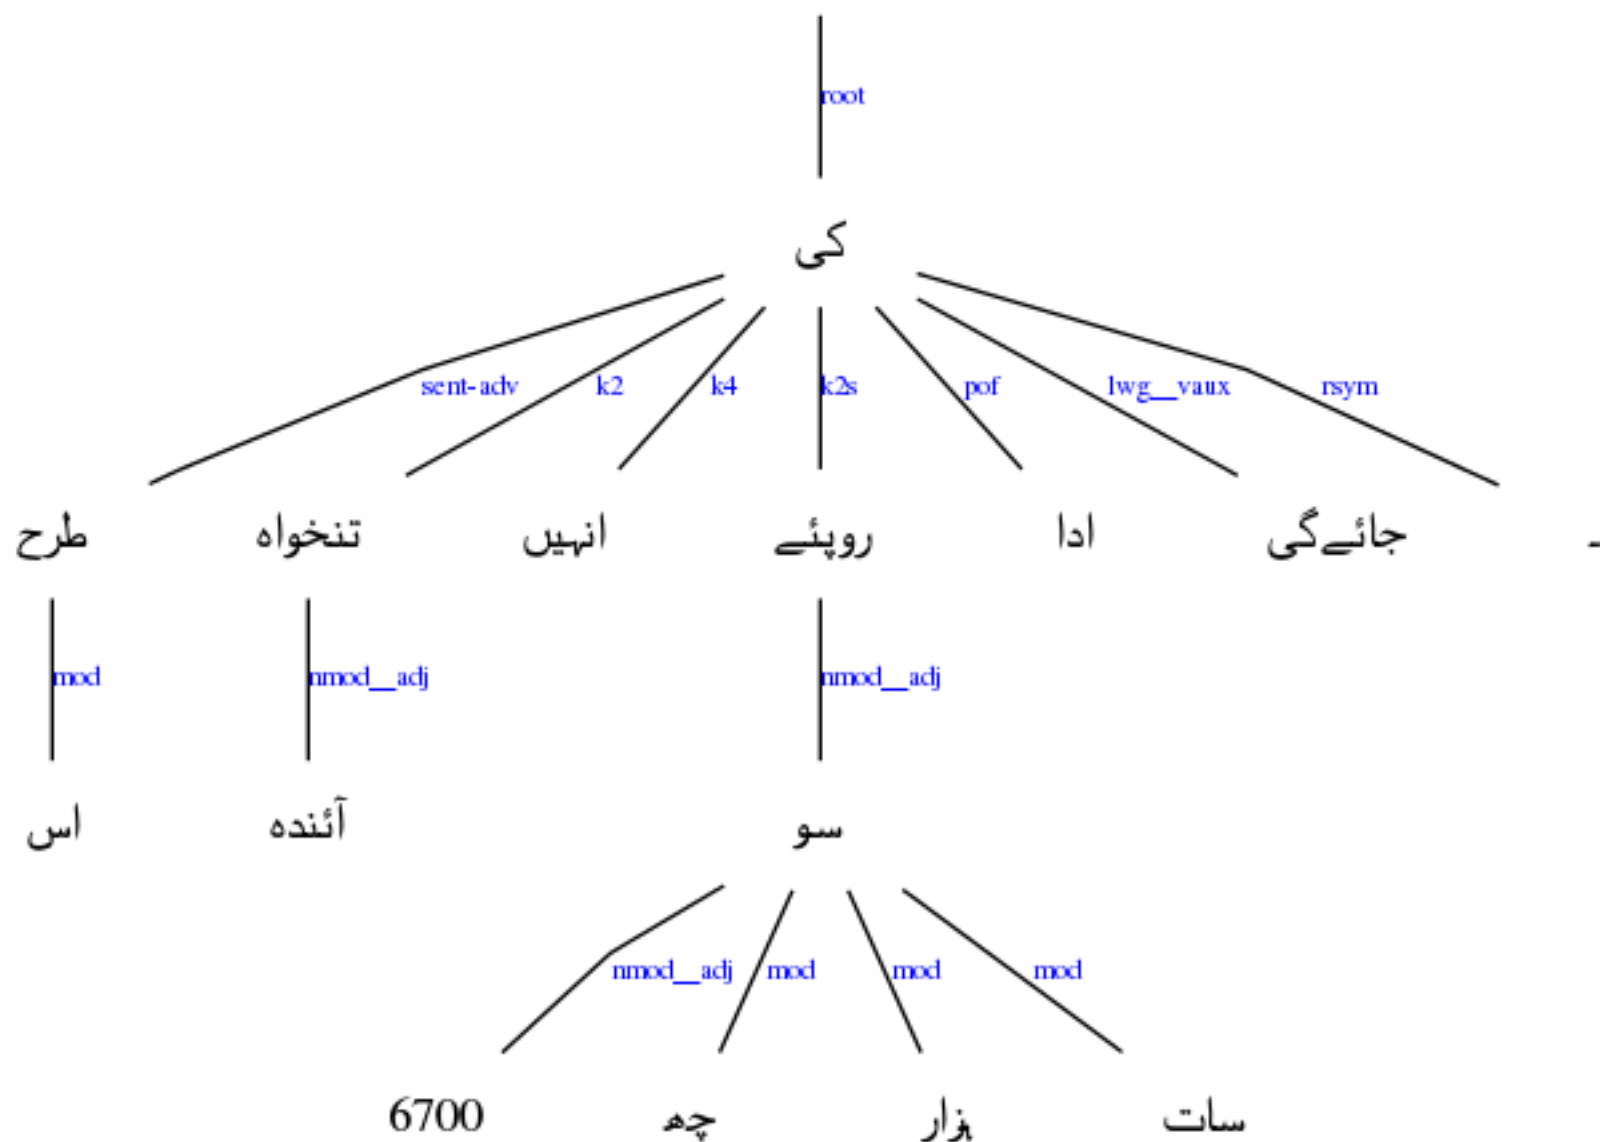 root
کی
sent-adv k2 k4 k2s pof lwg__vaux rsym
طرح تنخواہ انہیں روپئے ادا جائےگی ۔
mod nmod__adj nmod__adj
اس آئندہ سو
nmod__adj mod mod mod
6700 چھ ہزار سات